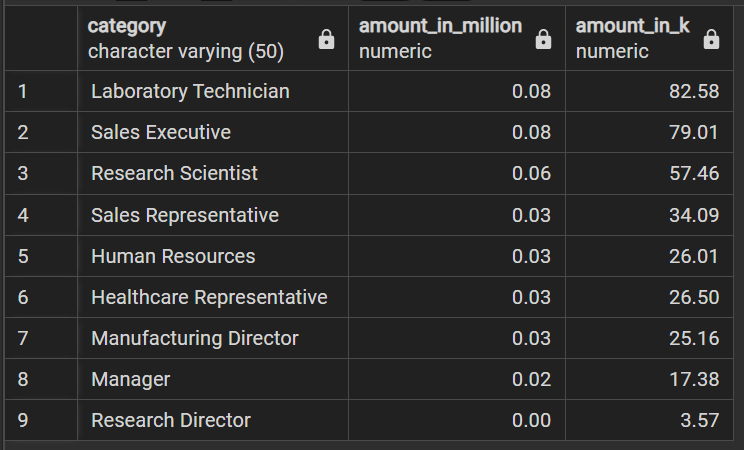 category amount_in_million amount_in_k
character varying (50) numeric numeric
1 Laboratory Technician 0.08 82.58
2 Sales Executive 0.08 79.01
3 Research Scientist 0.06 57.46
4 Sales Representative 0.03 34.09
5 Human Resources 0.03 26.01
6 Healthcare Representative 0.03 26.50
7 Manufacturing Director 0.03 25.16
8 Manager 0.02 17.38
9 Research Director 0.00 3.57